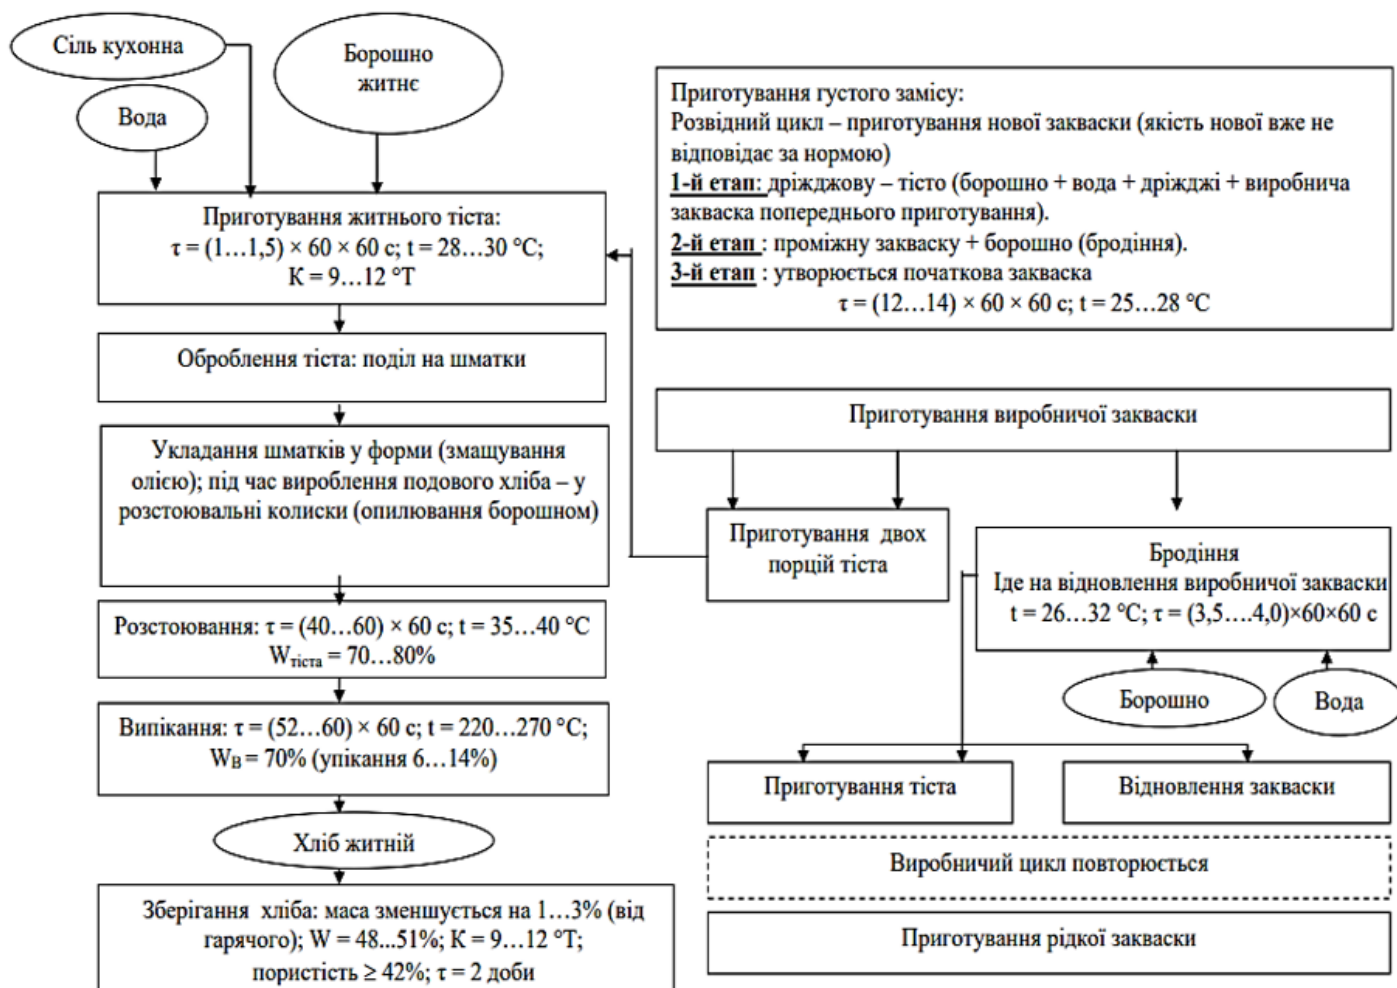 Сіль кухонна
Борошно
житнє
Вода
Приготування житнього тіста:
τ = (1…1,5) × 60 × 60 с; t = 28…30 °С;
К = 9…12 °Т
Оброблення тіста: поділ на шматки
Укладання шматків у форми (змащування
олією); під час вироблення подового хліба – у
розстоювальні колиски (опилювання борошном)
Розстоювання: τ = (40…60) × 60 с; t = 35…40 °С
Wтіста = 70…80%
Випікання: τ = (52…60) × 60 с; t = 220…270 °С;
WВ = 70% (упікання 6…14%)
Хліб житній
Зберігання хліба: маса зменшується на 1…3% (від
гарячого); W = 48...51%; К = 9…12 °Т;
пористість ≥ 42%; τ = 2 доби
Приготування густого замісу:
Розвідний цикл – приготування нової закваски (якість нової вже не
відповідає за нормою)
1-й етап: дріжджову – тісто (борошно + вода + дріжджі + виробнича
закваска попереднього приготування).
2-й етап : проміжну закваску + борошно (бродіння).
3-й етап : утворюється початкова закваска
τ = (12…14) × 60 × 60 с; t = 25…28 °С
Приготування виробничої закваски
Приготування двох
порцій тіста
Бродіння
Іде на відновлення виробничої закваски
t = 26…32 °С; τ = (3,5….4,0)×60×60 с
Борошно
Вода
Приготування тіста
Відновлення закваски
Виробничий цикл повторюється
Приготування рідкої закваски